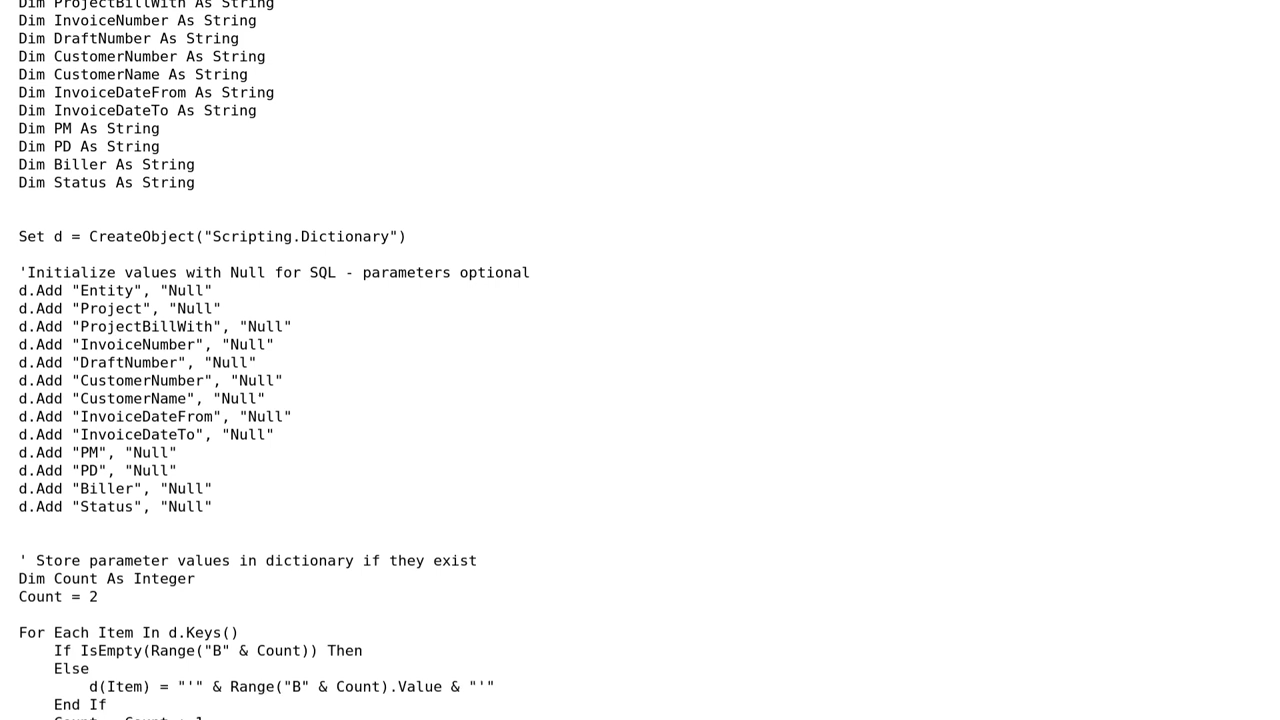 Dim ProjectBillWith As String
Dim InvoiceNumber As String
Dim DraftNumber As String
Dim CustomerNumber As String
Dim CustomerName As String
Dim InvoiceDateFrom As String
Dim InvoiceDateTo As String
Dim PM As String
Dim PD As String
Dim Biller As String
Dim Status As String
Set d = CreateObject("Scripting.Dictionary")
'Initialize values with Null for SQL - parameters optional
d.Add "Entity", "Null"
d.Add "Project", "Null"
d.Add "ProjectBillWith", "Null"
d.Add "InvoiceNumber", "Null"
d.Add "DraftNumber", "Null"
d.Add "CustomerNumber", "Null"
d.Add "CustomerName", "Null"
d.Add "InvoiceDateFrom", "Null"
d.Add "InvoiceDateTo", "Null"
d.Add "PM", "Null"
d.Add "PD", "Null"
d.Add "Biller", "Null"
d.Add "Status", "Null"
' Store parameter values in dictionary if they exist
Dim Count As Integer
Count = 2
For Each Item In d.Keys()
    If IsEmpty(Range("B" & Count)) Then
    Else
        d(Item) = "'" & Range("B" & Count).Value & "'"
    End If
    Count = Count + 1